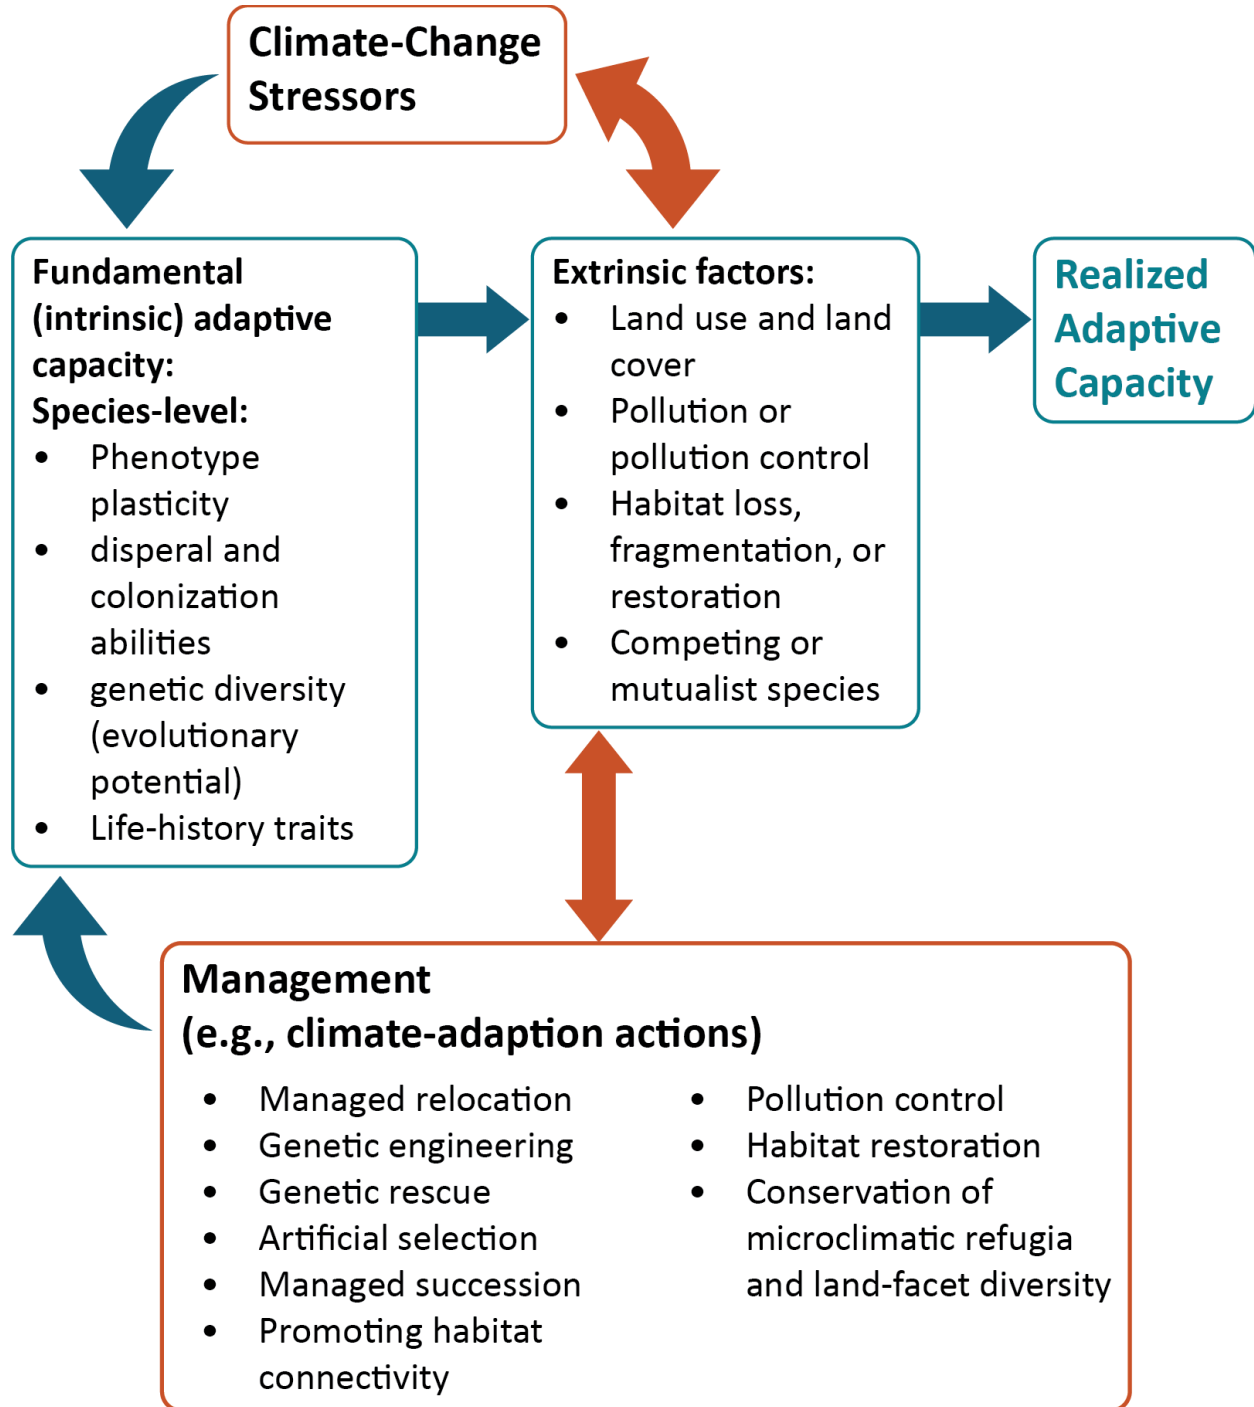 Climate-Change
Stressors
Fundamental
(intrinsic) adaptive
capacity:
Species-level:
• Phenotype
plasticity
• disperal and
colonization
abilities
• genetic diversity
(evolutionary
potential)
• Life-history traits
Extrinsic factors:
• Land use and land
cover
• Pollution or
pollution control
• Habitat loss,
fragmentation, or
restoration
• Competing or
mutualist species
Realized
Adaptive
Capacity
Management
(e.g., climate-adaption actions)
• Managed relocation
• Genetic engineering
• Genetic rescue
• Artificial selection
• Managed succession
• Promoting habitat
connectivity
• Pollution control
• Habitat restoration
• Conservation of
microclimatic refugia
and land-facet diversity